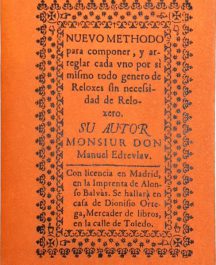 NUEVO METHODO
para componer, y ar-
reglar cada vno por si
mismo todo genero de
Reloxes sin necesi-
dad de Relo-
xero.
SU AUTOR
MONSIUR DON
Manuel Edrevlav.
Con licencia en Madrid,
en la Imprenta de Alon-
so Balvàs. Se hallarà en
casa de Dionisio Orte-
ga, Mercader de libros,
en la calle de Toledo.